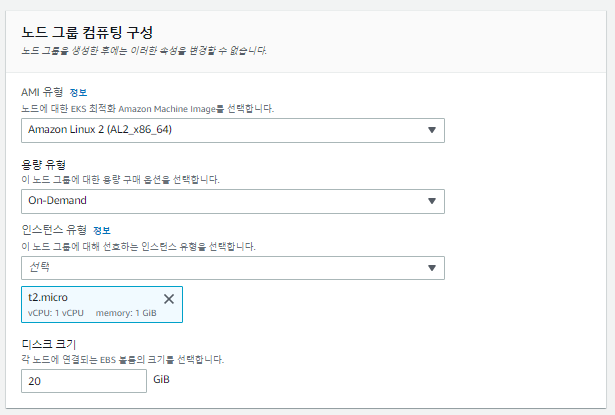 노드 그룹 컴퓨팅 구성
노드 그룹을 생성한 후에는 이러한 속성을 변경할 수 없습니다.
AMI 유형 정보
노드에 대한 EKS 최적화 Amazon Machine Image를 선택합니다.
Amazon Linux 2 (AL2_x86_64)
용량 유형
이 노드 그룹에 대한 용량 구매 옵션을 선택합니다.
On-Demand
인스턴스 유형 정보
이 노드 그룹에 대해 선호하는 인스턴스 유형을 선택합니다.
선택
t2.micro
vCPU: 1 vCPU memory: 1 GiB
디스크 크기
각 노드에 연결되는 EBS 볼륨의 크기를 선택합니다.
20 GiB